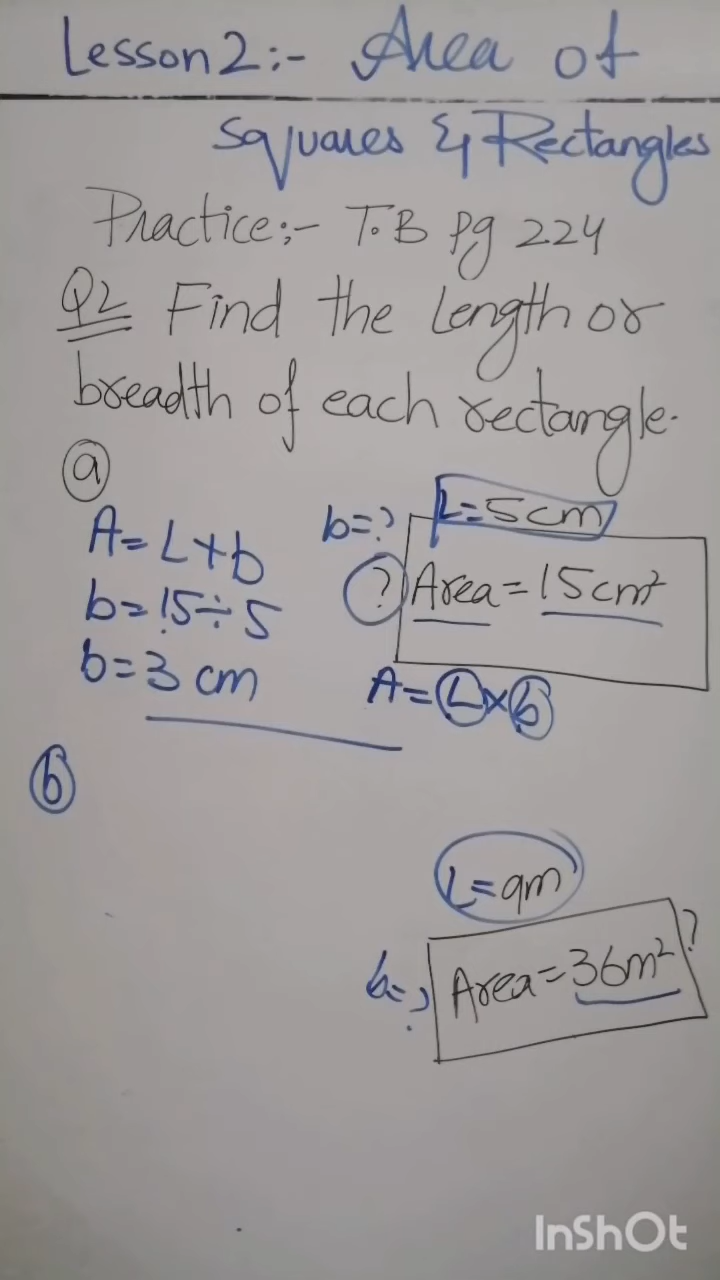 Lesson 2:- Area of
Squares & Rectangles
Practice:- T.B Pg 224
Q2 Find the Length or
breadth of each rectangle.
a
A= L×b
b=15÷5
b=3 cm
b=?
L=5cm
? Area=15cm²
A=L×b
b
L=9m
b=?
Area=36m² ?
InShOt